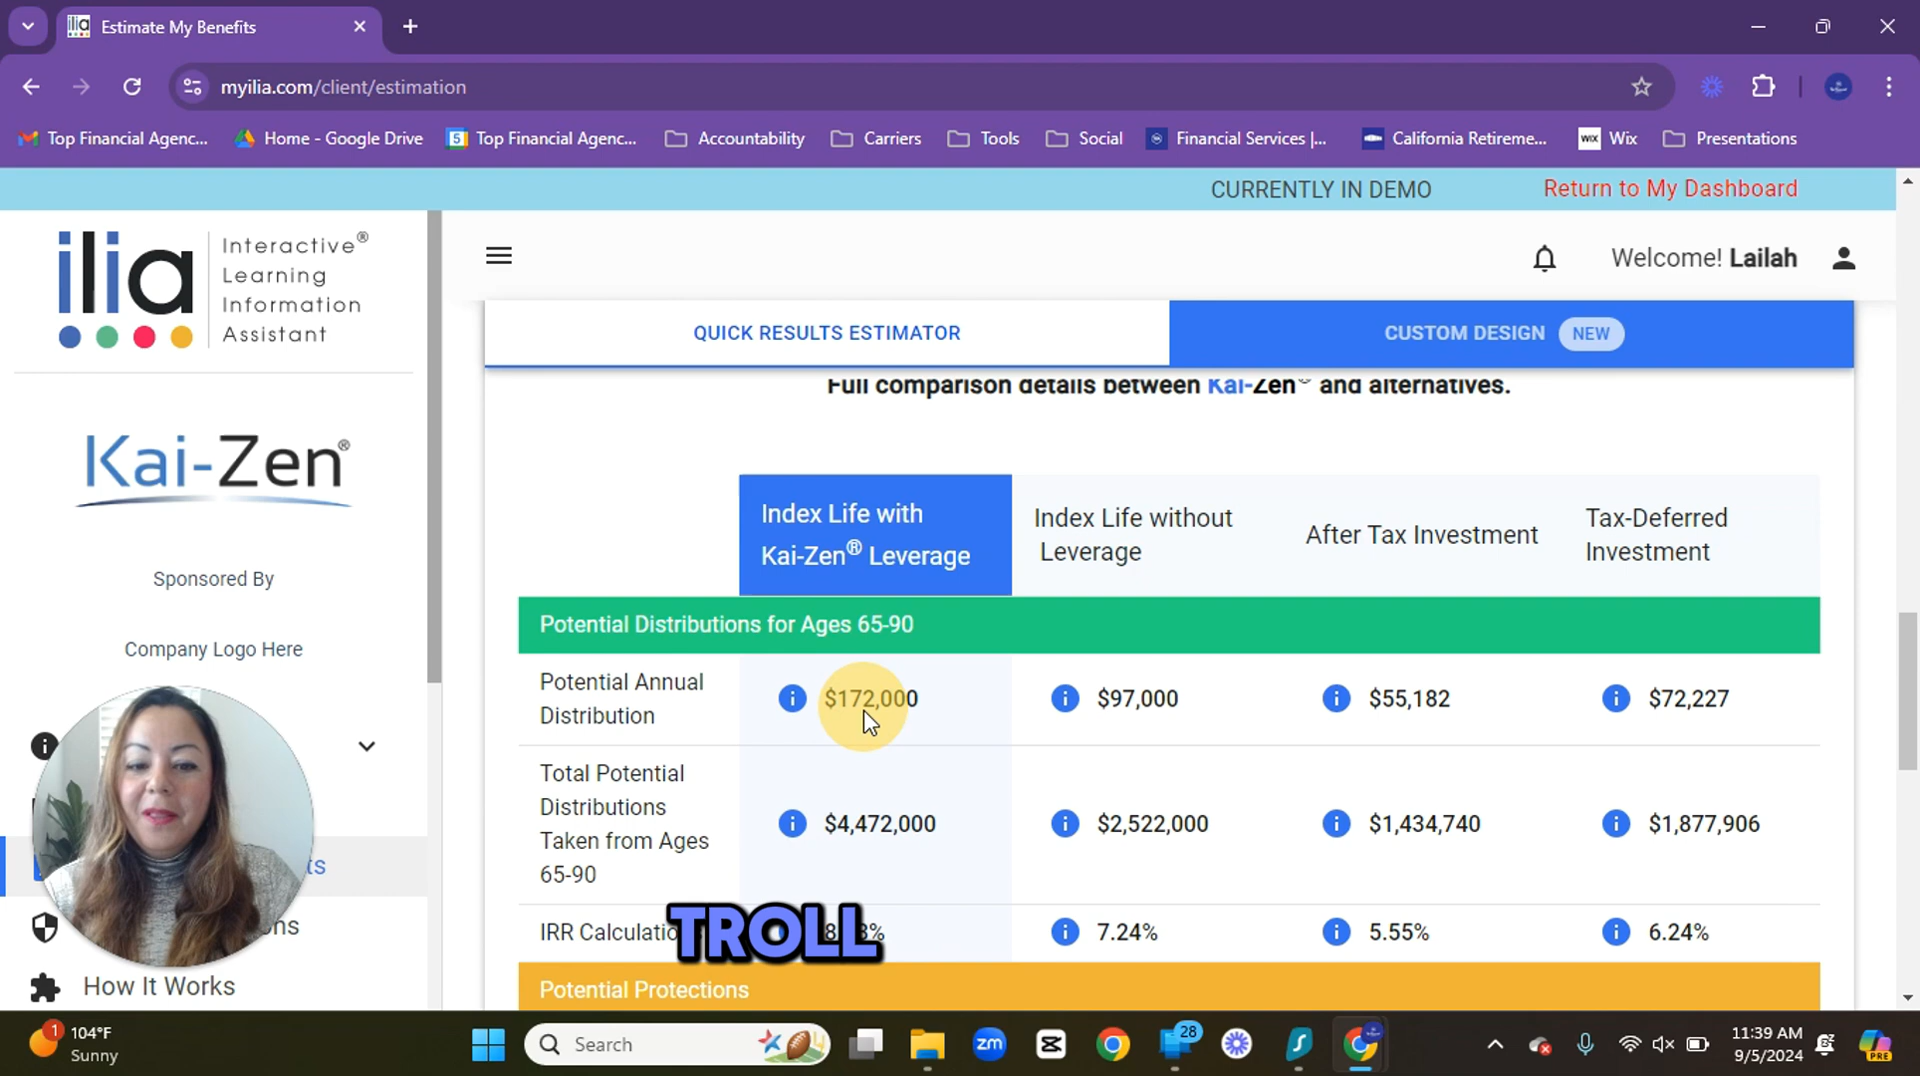 Estimate My Benefits
myilia.com/client/estimation
Top Financial Agenc...
Home - Google Drive
5
Top Financial Agenc...
Accountability
Carriers
Tools
Social
Financial Services |...
California Retireme...
WIX
Wix
Presentations
CURRENTLY IN DEMO
Return to My Dashboard
ilia
Interactive®
Learning
Information
Assistant
Welcome! Lailah
QUICK RESULTS ESTIMATOR
CUSTOM DESIGN NEW
Full comparison details between Kai-Zen® and alternatives.
Kai-Zen®
Sponsored By
Company Logo Here
Index Life with
Kai-Zen® Leverage
Index Life without
Leverage
After Tax Investment
Tax-Deferred
Investment
Potential Distributions for Ages 65-90
Potential Annual
Distribution
$172,000
$97,000
$55,182
$72,227
Total Potential
Distributions
Taken from Ages
65-90
$4,472,000
$2,522,000
$1,434,740
$1,877,906
IRR
7.24%
5.55%
6.24%
TROLL
Potential Protections
How It Works
1
104°F
Sunny
Search
zm
28
11:39 AM
9/5/2024
PRE